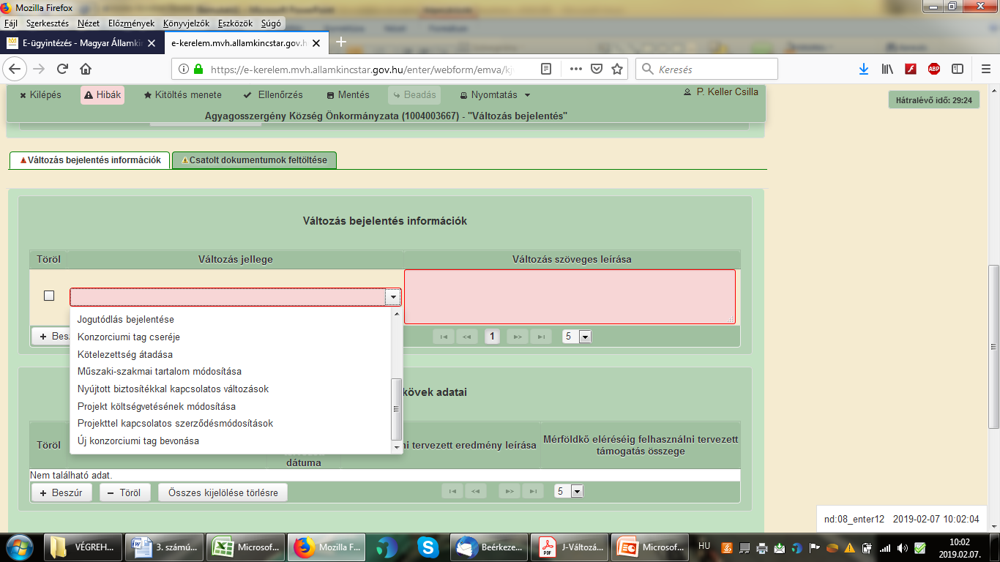 Mozilla Firefox
Fájl Szerkesztés Nézet Előzmények Könyvjelzők Eszközök Súgó
E-ügyintézés - Magyar Államki
e-kerelem.mvh.allamkincstar.gov.h
https://e-kerelem.mvh.allamkincstar.gov.hu/enter/webform/emva/kj
Keresés
Kilépés Hibák Kitöltés menete Ellenőrzés Mentés Beadás Nyomtatás P. Keller Csilla
Hátralévő idő: 29:24
Agyagosszergény Község Önkormányzata (1004003667) - "Változás bejelentés"
Változás bejelentés információk
Csatolt dokumentumok feltöltése
Változás bejelentés információk
Töröl Változás jellege Változás szöveges leírása
Jogutódlás bejelentése
Konzorciumi tag cseréje
Kötelezettség átadása
Műszaki-szakmai tartalom módosítása
Nyújtott biztosítékkal kapcsolatos változások
Projekt költségvetésének módosítása
Projekttel kapcsolatos szerződésmódosítások
Új konzorciumi tag bevonása
+ Besz
1 5
kövek adatai
Töröl
dátuma
ni tervezett eredmény leírása
Mérföldkő eléréséig felhasználni tervezett támogatás összege
Nem található adat.
+ Beszúr − Töröl Összes kijelölése törlésre 5
nd:08_enter12 2019-02-07 10:02:04
VÉGREH... 3. számú... Microsof... Mozilla F... Beérkeze... J-Változá... Microsof... HU
10:02
2019.02.07.